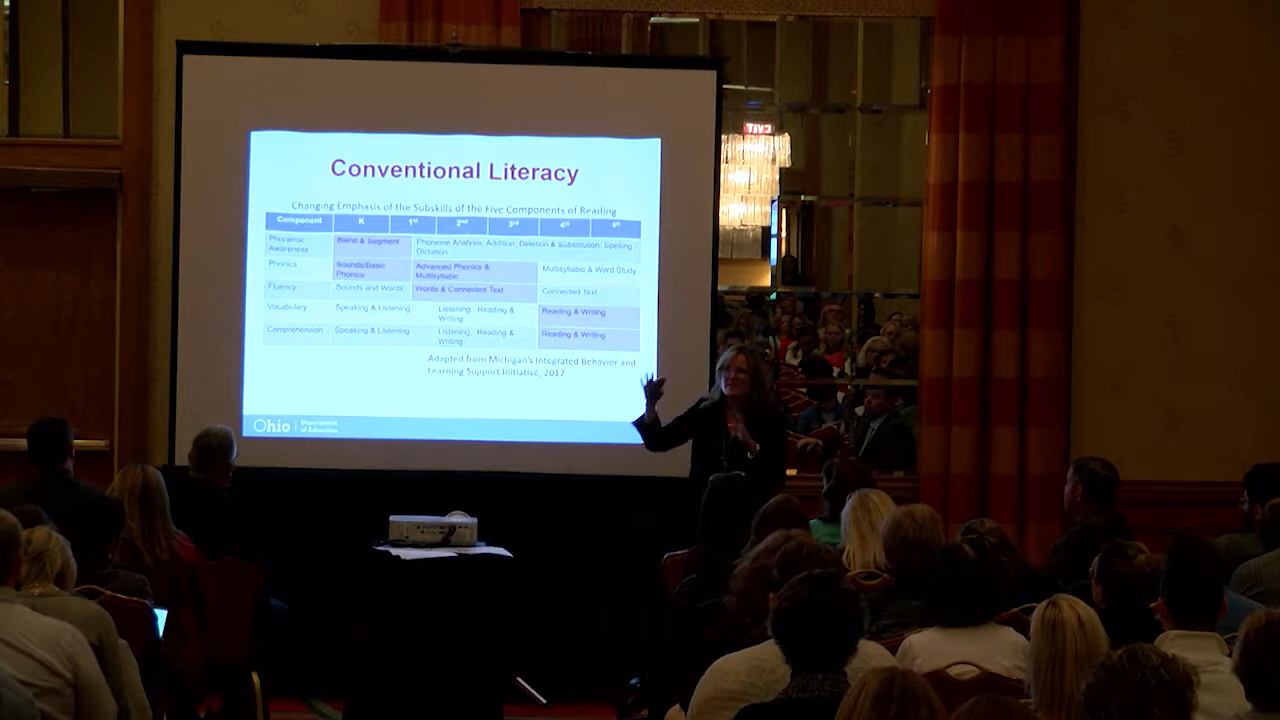 TIVE
Conventional Literacy
Changing Emphasis of the Subskills of the Five Components of Reading
Component K 1st 2nd 3rd 4th 5th
Phonemic Awareness Blend & Segment Phoneme Analysis: Addition, Deletion & Substitution; Spelling Dictation
Phonics Sounds/Basic Phonics Advanced Phonics & Multisyllabic Multisyllabic & Word Study
Fluency Sounds and Words Words & Connected Text Connected Text
Vocabulary Speaking & Listening Listening, Reading & Writing Reading & Writing
Comprehension Speaking & Listening Listening, Reading & Writing Reading & Writing
Adapted from Michigan's Integrated Behavior and
Learning Support Initiative, 2017
Ohio Department of Education